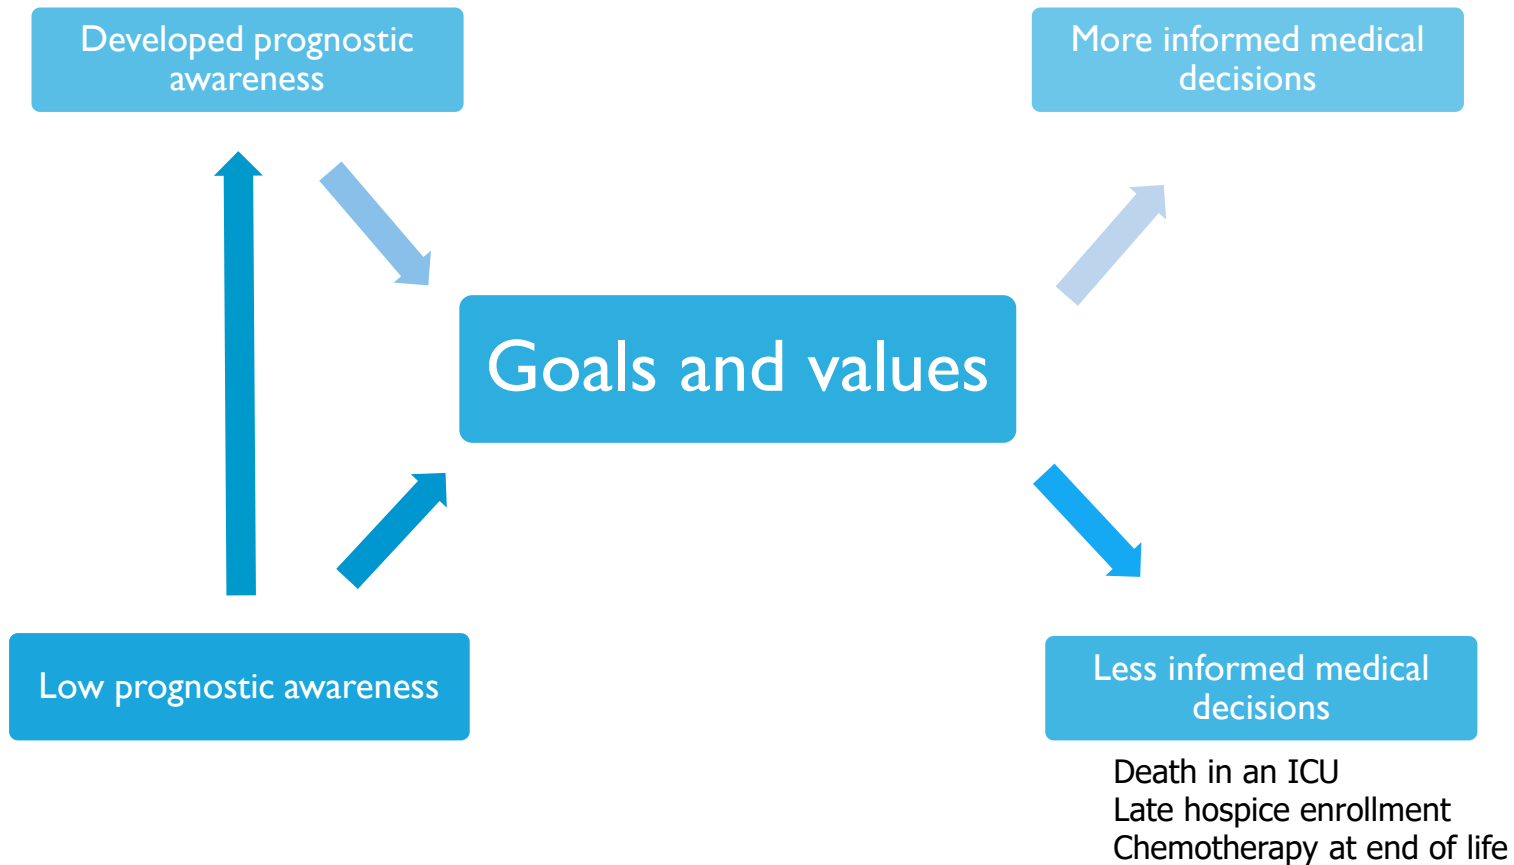 Developed prognostic
awareness
More informed medical
decisions
Goals and values
Low prognostic awareness
Less informed medical
decisions
Death in an ICU
Late hospice enrollment
Chemotherapy at end of life